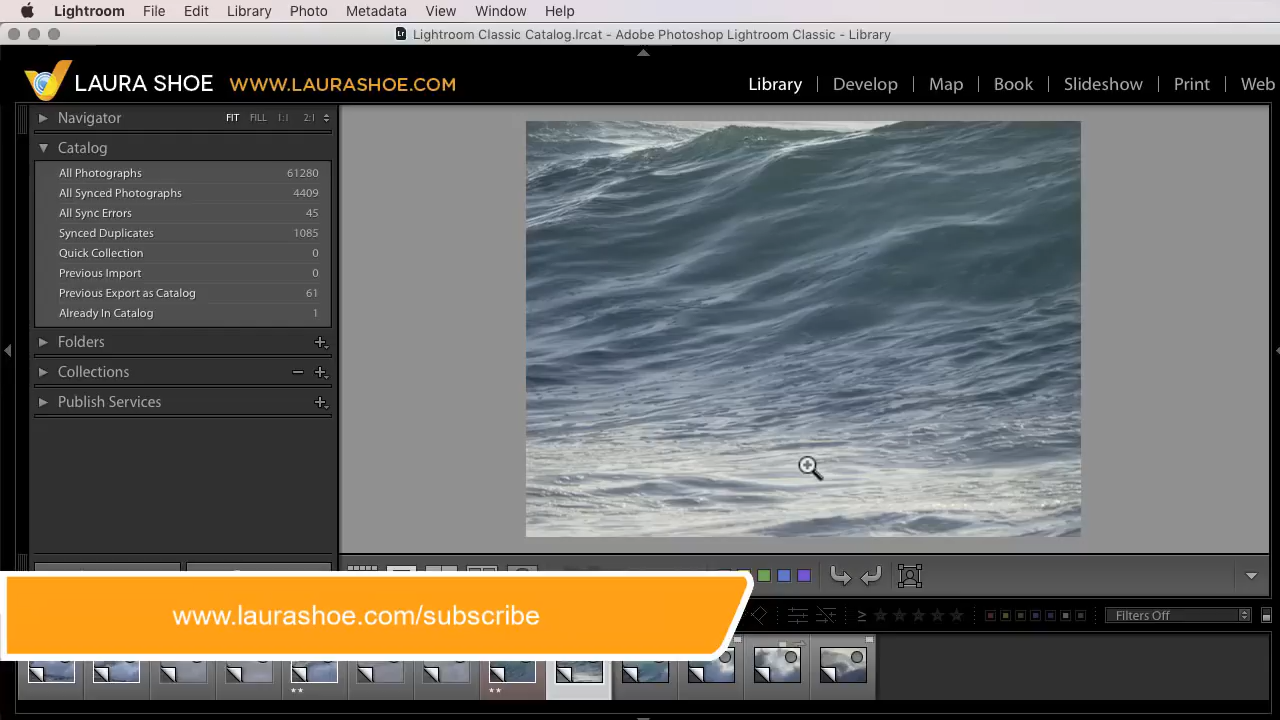 Lightroom File Edit Library Photo Metadata View Window Help
Lr Lightroom Classic Catalog.lrcat - Adobe Photoshop Lightroom Classic - Library
LAURA SHOE WWW.LAURASHOE.COM
Library | Develop | Map | Book | Slideshow | Print | Web
Navigator FIT FILL 1:1 2:1
Catalog
All Photographs 61280
All Synced Photographs 4409
All Sync Errors 45
Synced Duplicates 1085
Quick Collection 0
Previous Import 0
Previous Export as Catalog 61
Already In Catalog 1
Folders
Collections
Publish Services
www.laurashoe.com/subscribe
≥ ★★★★★ Filters Off
★★ ★★